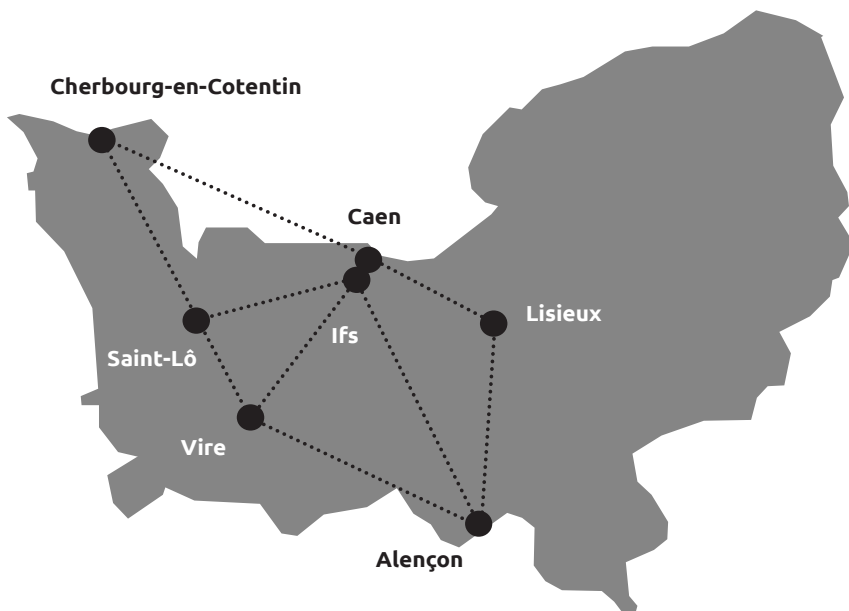 Cherbourg-en-Cotentin
Caen
Lisieux
Ifs
Saint-Lô
Vire
Alençon